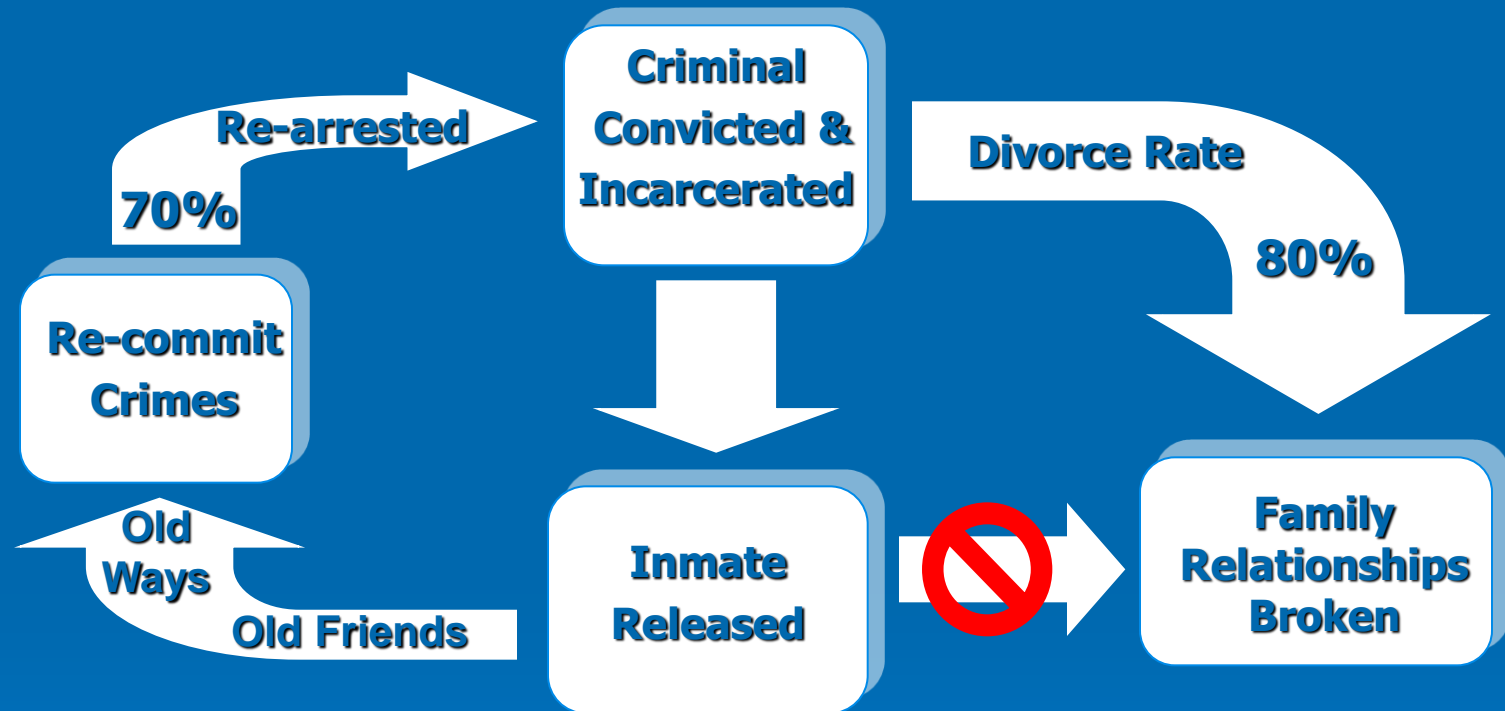 Criminal
Convicted &
Incarcerated
Re-arrested
70%
Divorce Rate
80%
Re-commit
Crimes
Old
Ways
Old Friends
Inmate
Released
Family
Relationships
Broken